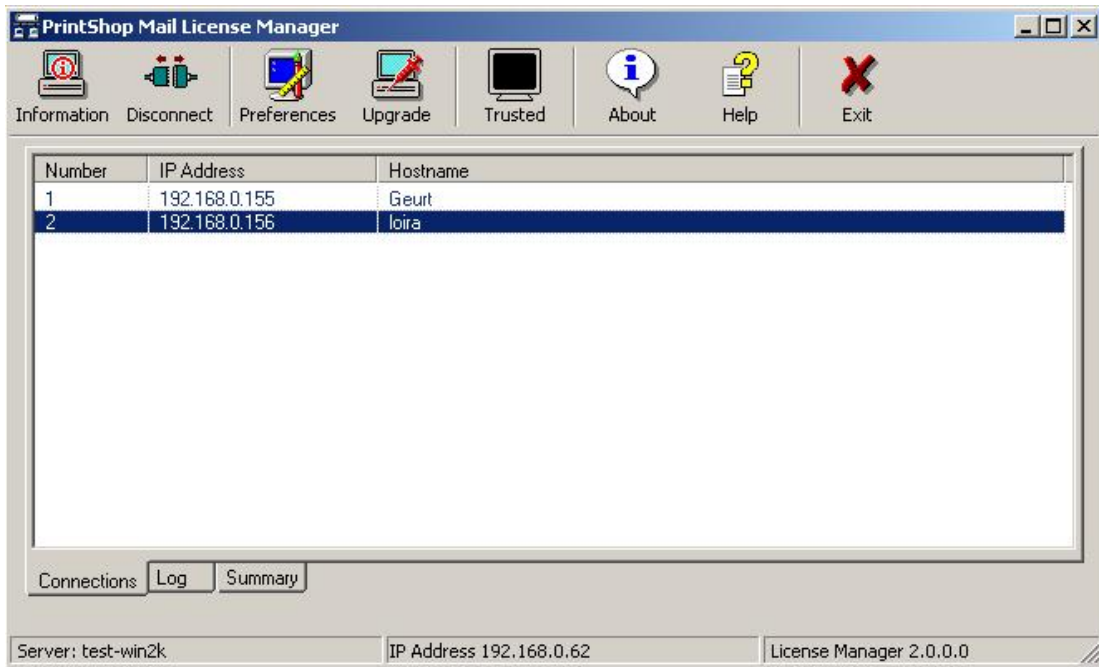 PrintShop Mail License Manager
Information Disconnect Preferences Upgrade Trusted About Help Exit
Number IP Address Hostname
1 192.168.0.155 Geurt
2 192.168.0.156 loira
Connections Log Summary
Server: test-win2k IP Address 192.168.0.62 License Manager 2.0.0.0